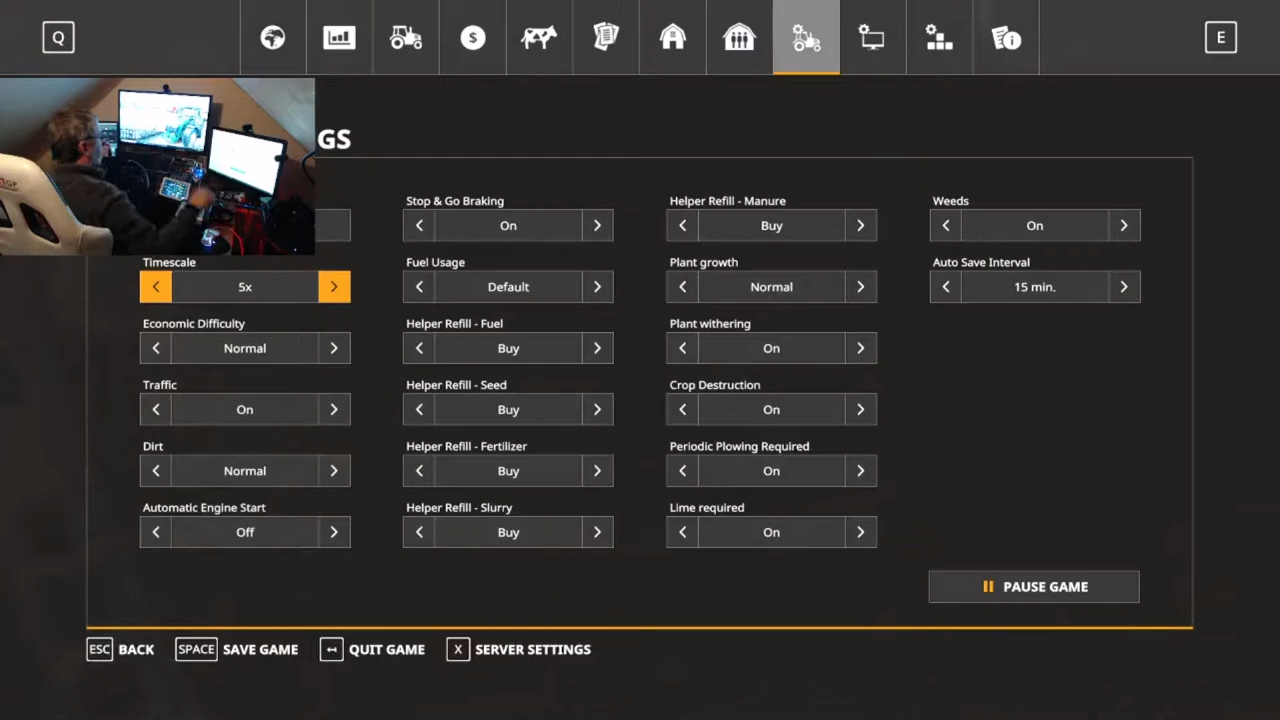 Q
$
E
GS
Stop & Go Braking
On
Helper Refill - Manure
Buy
Weeds
On
Timescale
5x
Fuel Usage
Default
Plant growth
Normal
Auto Save Interval
15 min.
Economic Difficulty
Normal
Helper Refill - Fuel
Buy
Plant withering
On
Traffic
On
Helper Refill - Seed
Buy
Crop Destruction
On
Dirt
Normal
Helper Refill - Fertilizer
Buy
Periodic Plowing Required
On
Automatic Engine Start
Off
Helper Refill - Slurry
Buy
Lime required
On
PAUSE GAME
ESC BACK
SPACE SAVE GAME
QUIT GAME
X SERVER SETTINGS